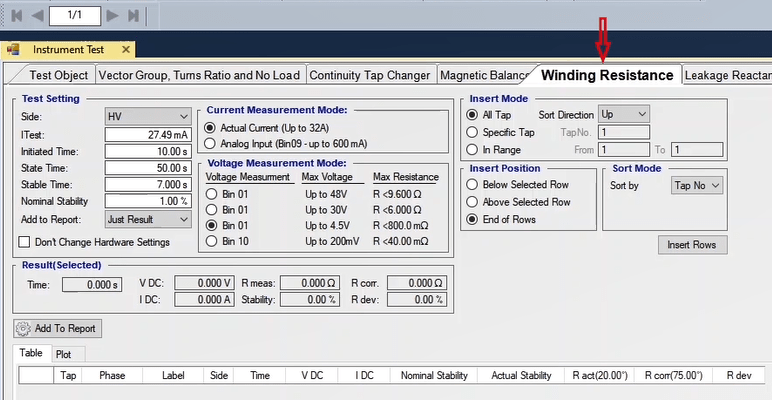 1/1
Instrument Test
Test Object Vector Group, Turns Ratio and No Load Continuity Tap Changer Magnetic Balance Winding Resistance Leakage Reactan
Test Setting
Side: HV
ITest: 27.49 mA
Initiated Time: 10.00 s
State Time: 50.00 s
Stable Time: 7.000 s
Nominal Stability 1.00 %
Add to Report: Just Result
Don't Change Hardware Settings
Current Measurement Mode:
Actual Current (Up to 32A)
Analog Input (Bin09 - up to 600 mA)
Voltage Measurement Mode:
Voltage Measurment Max Voltage Max Resistance
Bin 01 Up to 48V R <9.600 Ω
Bin 01 Up to 30V R <6.000 Ω
Bin 01 Up to 4.5V R <800.0 mΩ
Bin 10 Up to 200mV R <40.00 mΩ
Insert Mode
All Tap Sort Direction Up
Specific Tap TapNo. 1
In Range From 1 To 1
Insert Position
Below Selected Row
Above Selected Row
End of Rows
Sort Mode
Sort by Tap No
Insert Rows
Result(Selected)
Time: 0.000 s V DC: 0.000 V R meas: 0.000 Ω R corr. 0.000 Ω
I DC: 0.000 A Stability: 0.00 % R dev: 0.00 %
Add To Report
Table Plot
Tap Phase Label Side Time V DC I DC Nominal Stability Actual Stability R act(20.00°) R corr(75.00°) R dev